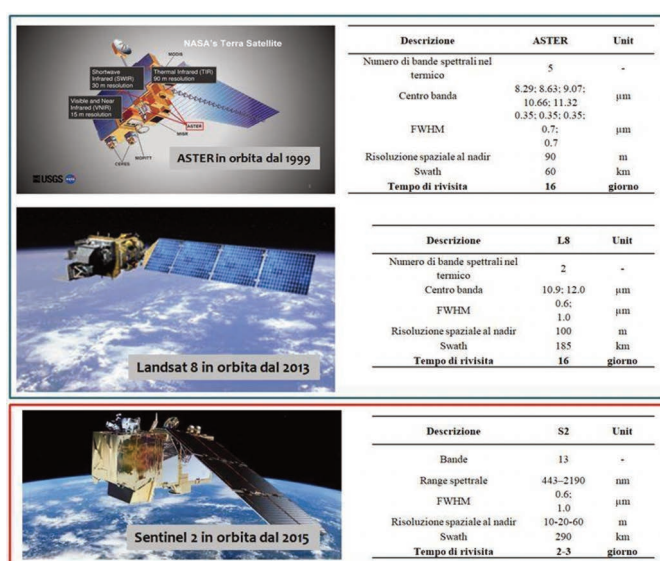 NASA's Terra Satellite
MODIS
Shortwave
Infrared (SWIR)
30 m resolution
Thermal Infrared (TIR)
90 m resolution
Visible and Near
Infrared (VNIR)
15 m resolution
ASTER
MISR
MOPITT
CERES
ASTER in orbita dal 1999
USGS
Descrizione ASTER Unit
Numero di bande spettrali nel
termico 5 -
Centro banda 8.29; 8.63; 9.07;
10.66; 11.32 µm
FWHM 0.35; 0.35; 0.35;
0.7; µm
0.7
Risoluzione spaziale al nadir 90 m
Swath 60 km
Tempo di rivisita 16 giorno
Landsat 8 in orbita dal 2013
Descrizione L8 Unit
Numero di bande spettrali nel
termico 2 -
Centro banda 10.9; 12.0 µm
FWHM 0.6;
1.0 µm
Risoluzione spaziale al nadir 100 m
Swath 185 km
Tempo di rivisita 16 giorno
Sentinel 2 in orbita dal 2015
Descrizione S2 Unit
Bande 13 -
Range spettrale 443–2190 nm
FWHM 0.6;
1.0 µm
Risoluzione spaziale al nadir 10-20-60 m
Swath 290 km
Tempo di rivisita 2-3 giorno